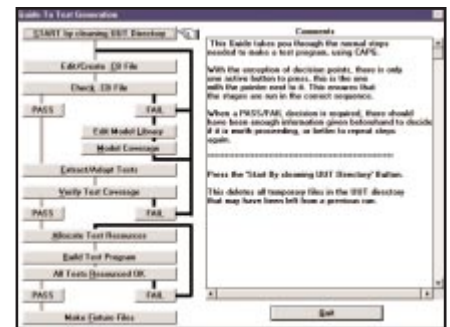 Guide To Test Generation
START by cleaning UUT Directory
Edit/Create .CD File
Check .CD File
PASS
FAIL
Edit Model Library
Model Coverage
Extract/Adapt Tests
Verify Test Coverage
PASS
FAIL
Allocate Test Resources
Build Test Program
All Tests Resourced OK
PASS
FAIL
Make Fixture Files
Comments
This Guide takes you through the normal steps
needed to make a test program, using CAPS.
With the exception of decision points, there is only
one active button to press, this is the one
with the pointer next to it. This ensures that
the stages are run in the correct sequence.
When a PASS/FAIL decision is required, there should
have been enough information given beforehand to decide
if it is worth proceeding, or better to repeat steps
again.
Press the 'Start By cleaning UUT Directory' Button.
This deletes all temporary files in the UUT directory
that may have been left from a previous run.
Quit